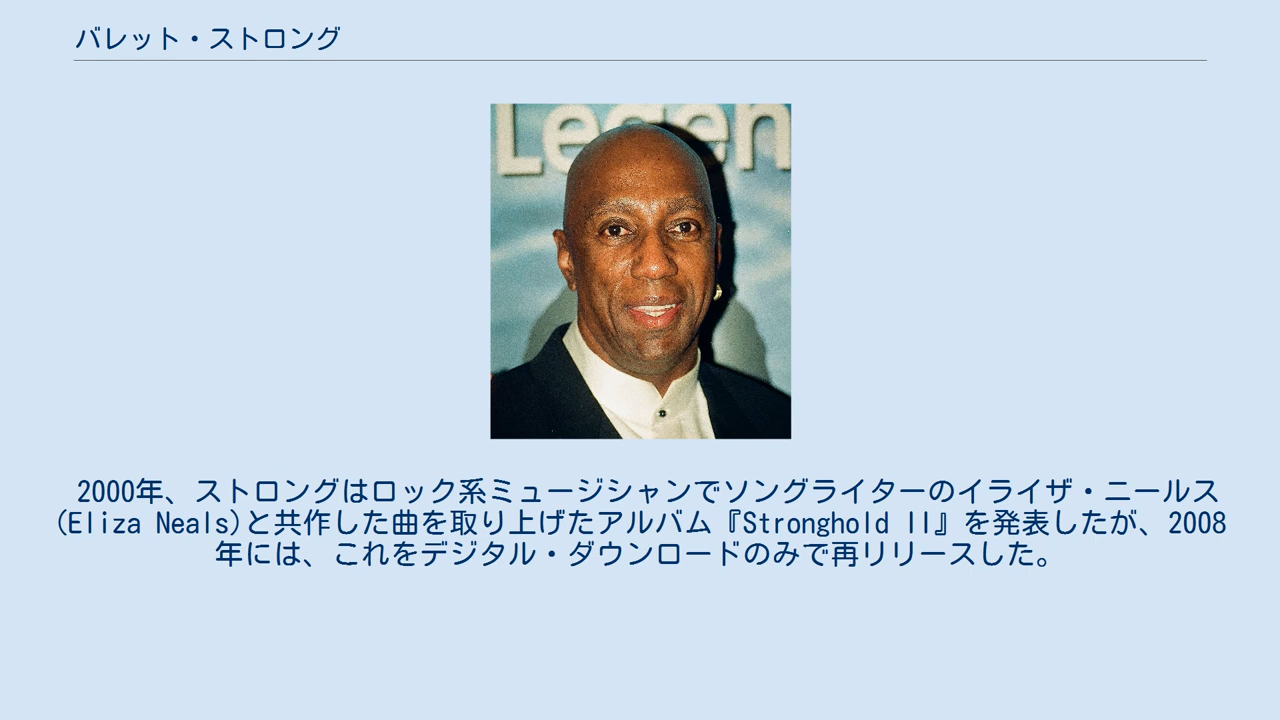 バレット・ストロング
Legen
2000年、ストロングはロック系ミュージシャンでソングライターのイライザ・ニールス
(Eliza Neals)と共作した曲を取り上げたアルバム『Stronghold II』を発表したが、2008
年には、これをデジタル・ダウンロードのみで再リリースした。